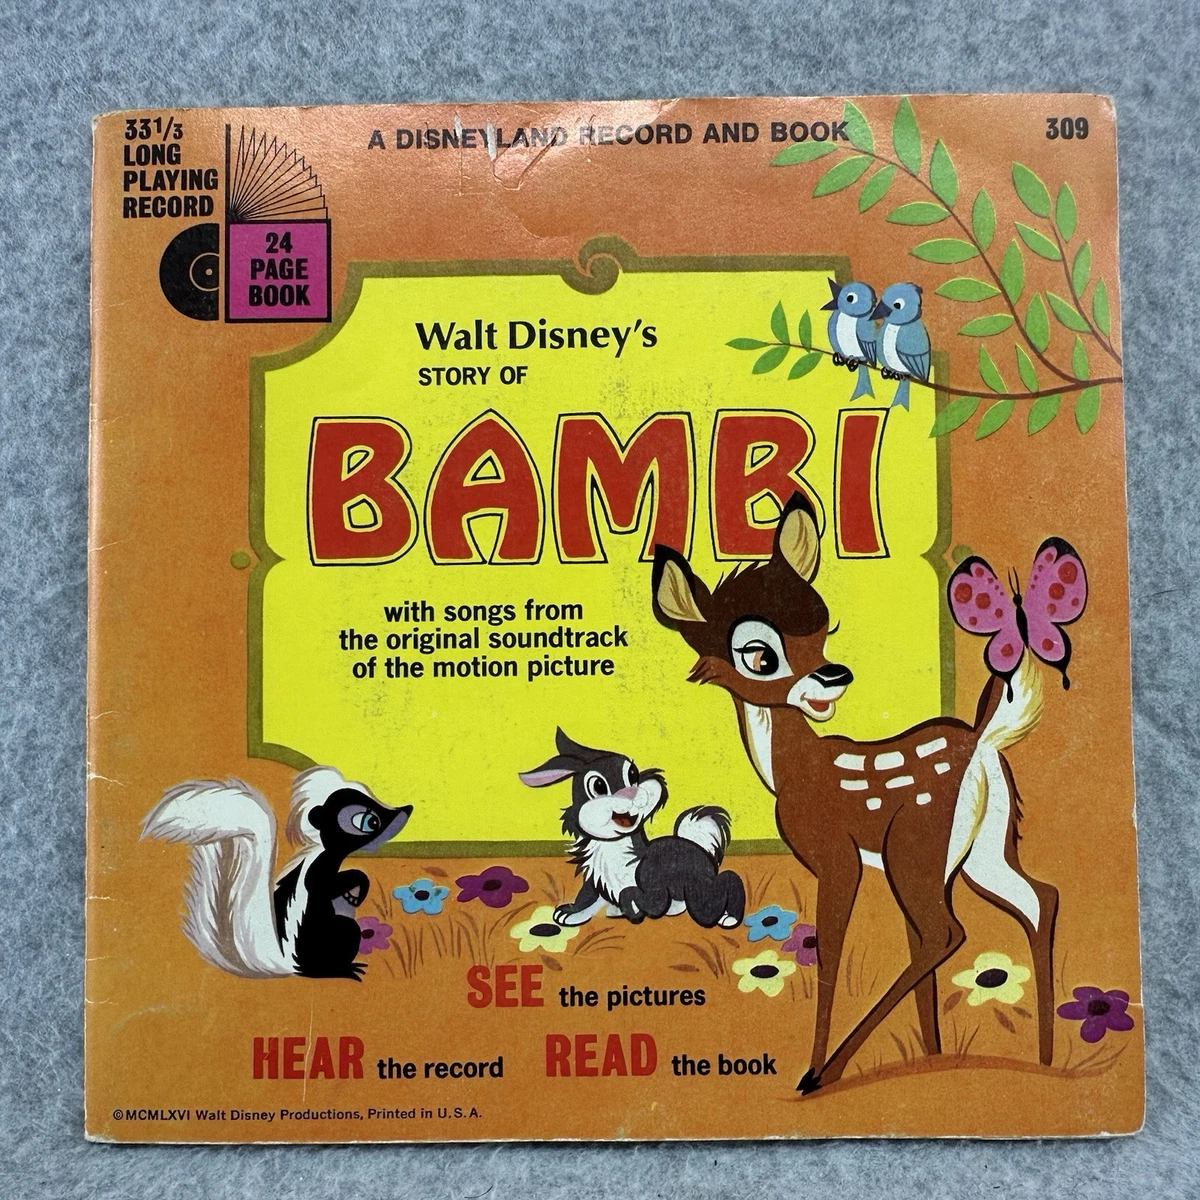 33 1/3
LONG
PLAYING
RECORD
24
PAGE
BOOK
A DISNEYLAND RECORD AND BOOK
309
Walt Disney's
STORY OF
BAMBI
with songs from
the original soundtrack
of the motion picture
SEE the pictures
HEAR the record READ the book
©MCMLXVI Walt Disney Productions, Printed in U.S.A.